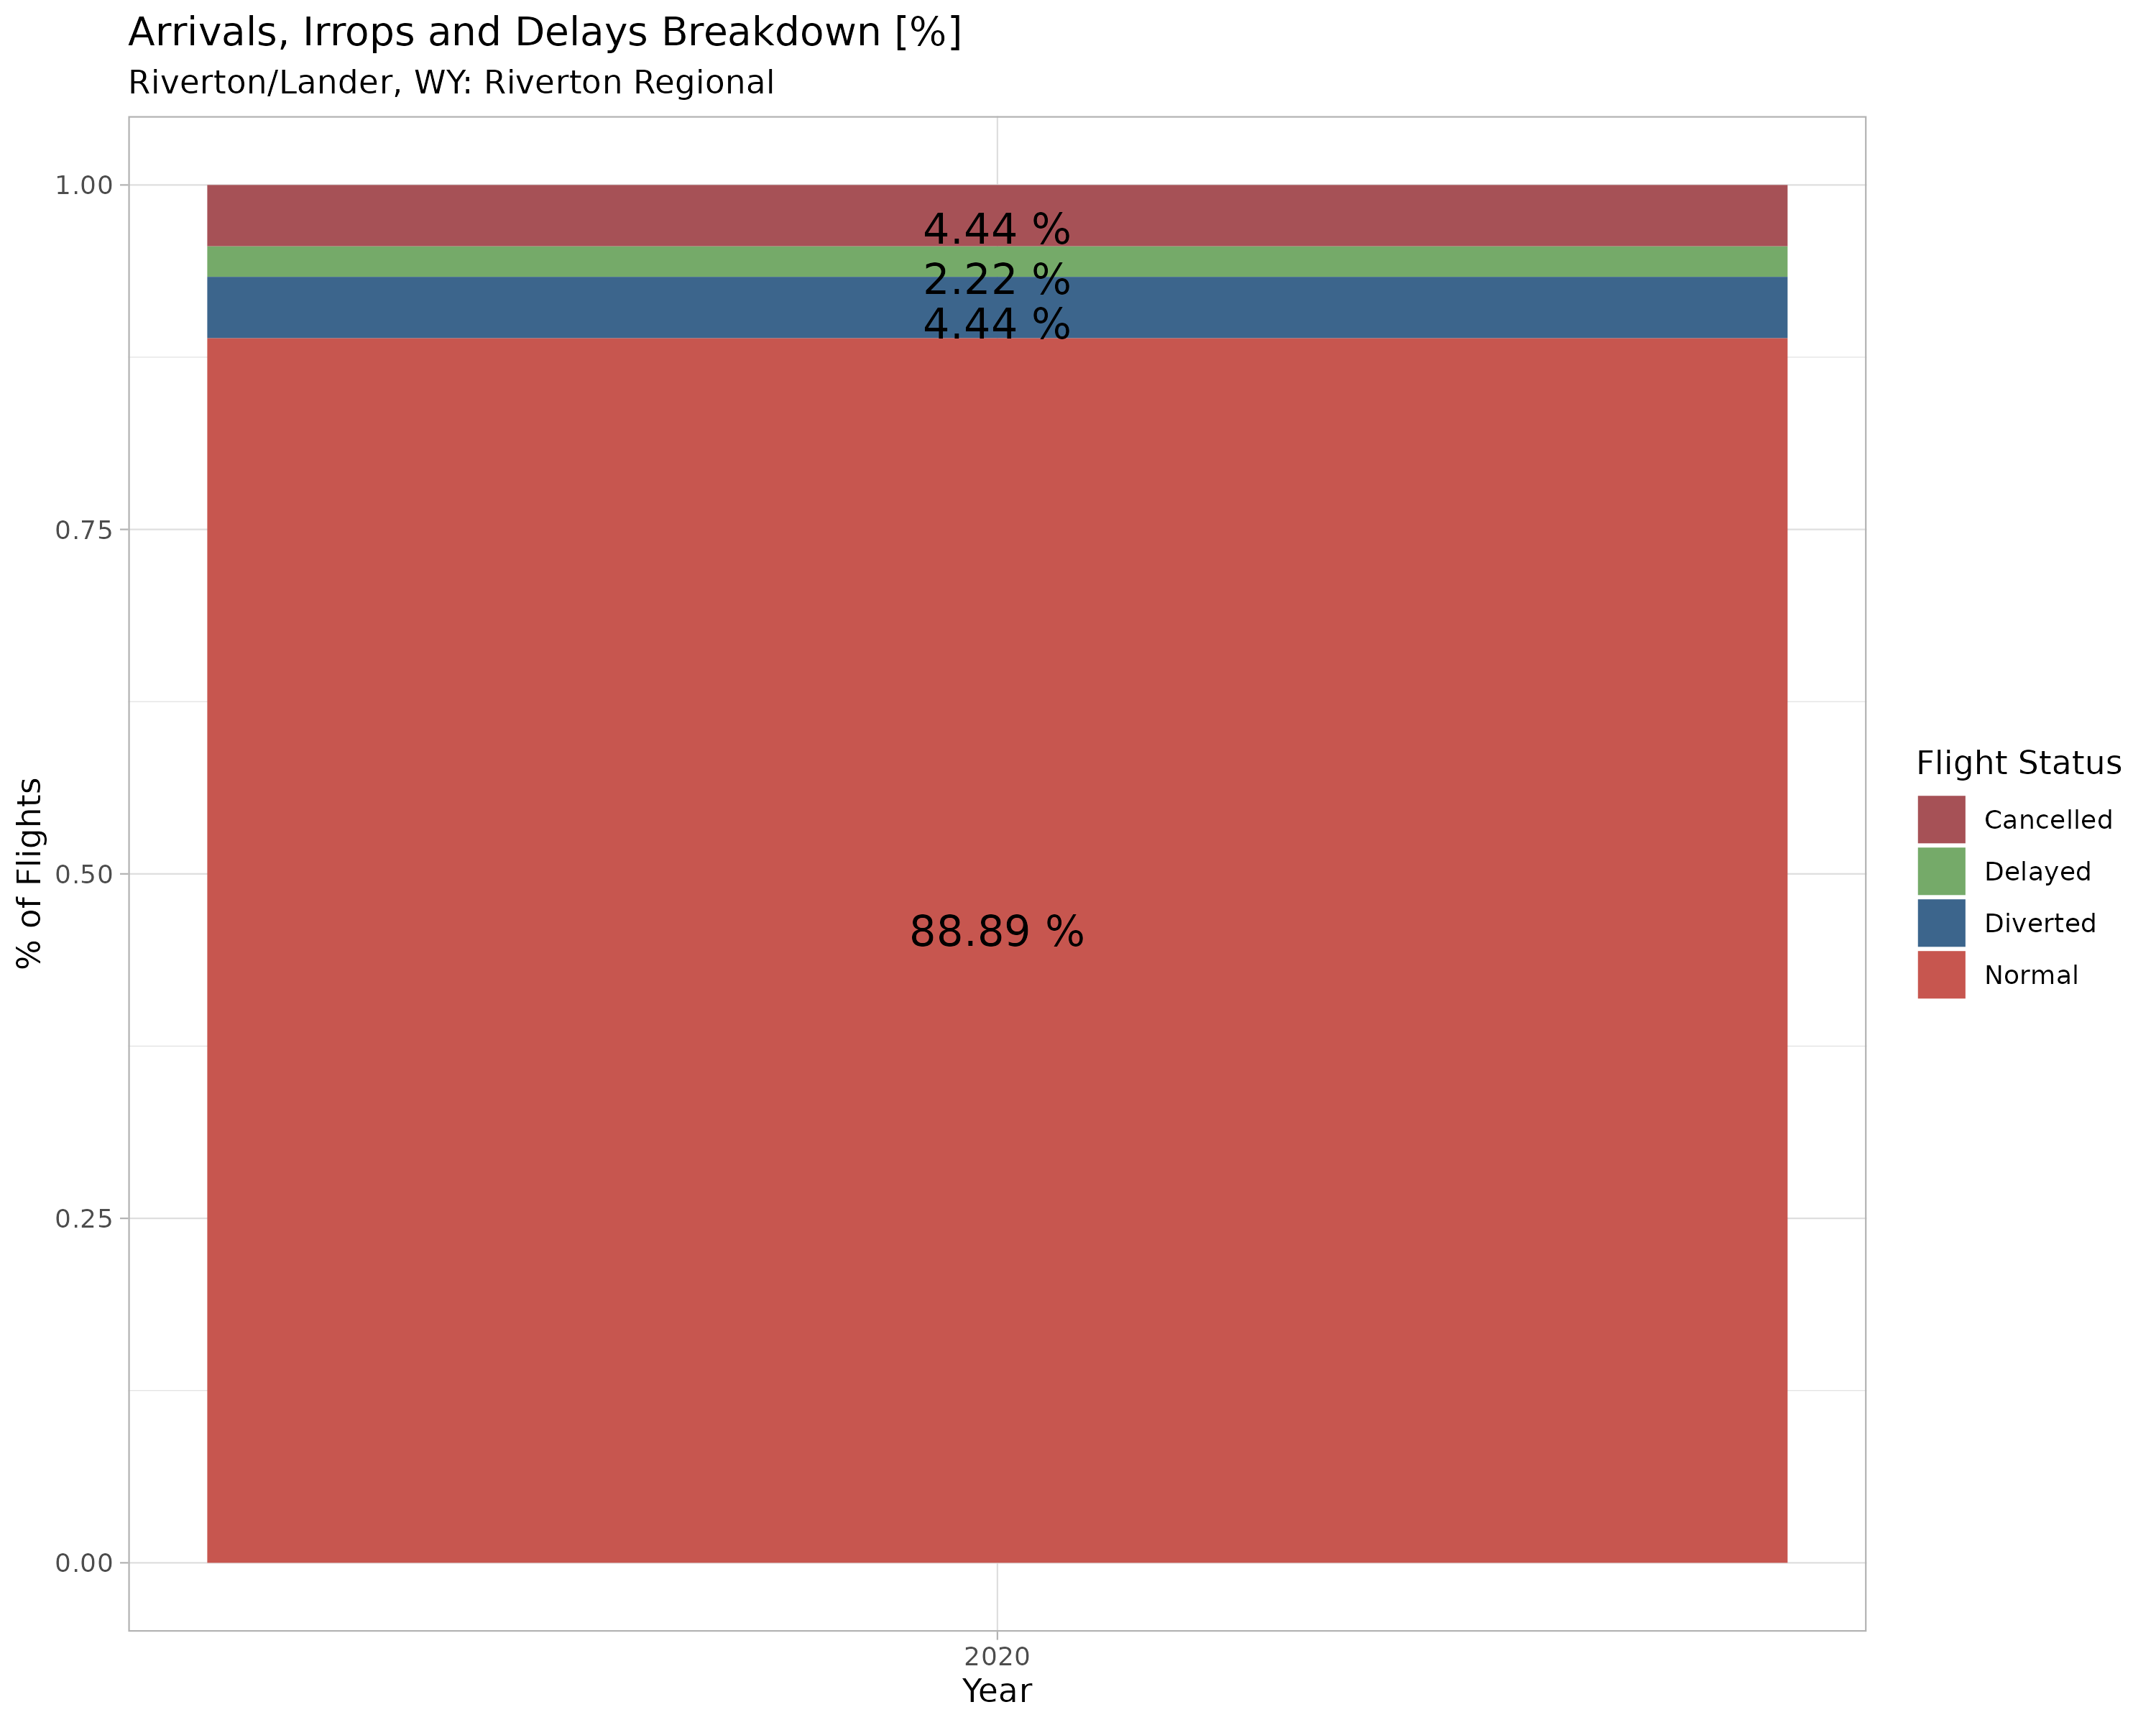 Arrivals, Irrops and Delays Breakdown [%]
Riverton/Lander, WY: Riverton Regional
% of Flights
1.00
0.75
0.50
0.25
0.00
4.44 %
2.22 %
4.44 %
88.89 %
2020
Year
Flight Status
Cancelled
Delayed
Diverted
Normal